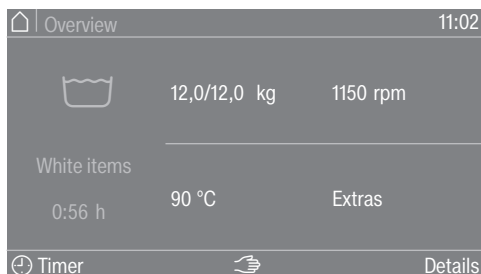 Overview 11:02
12,0/12,0 kg 1150 rpm
White items
0:56 h
90 °C Extras
Timer Details